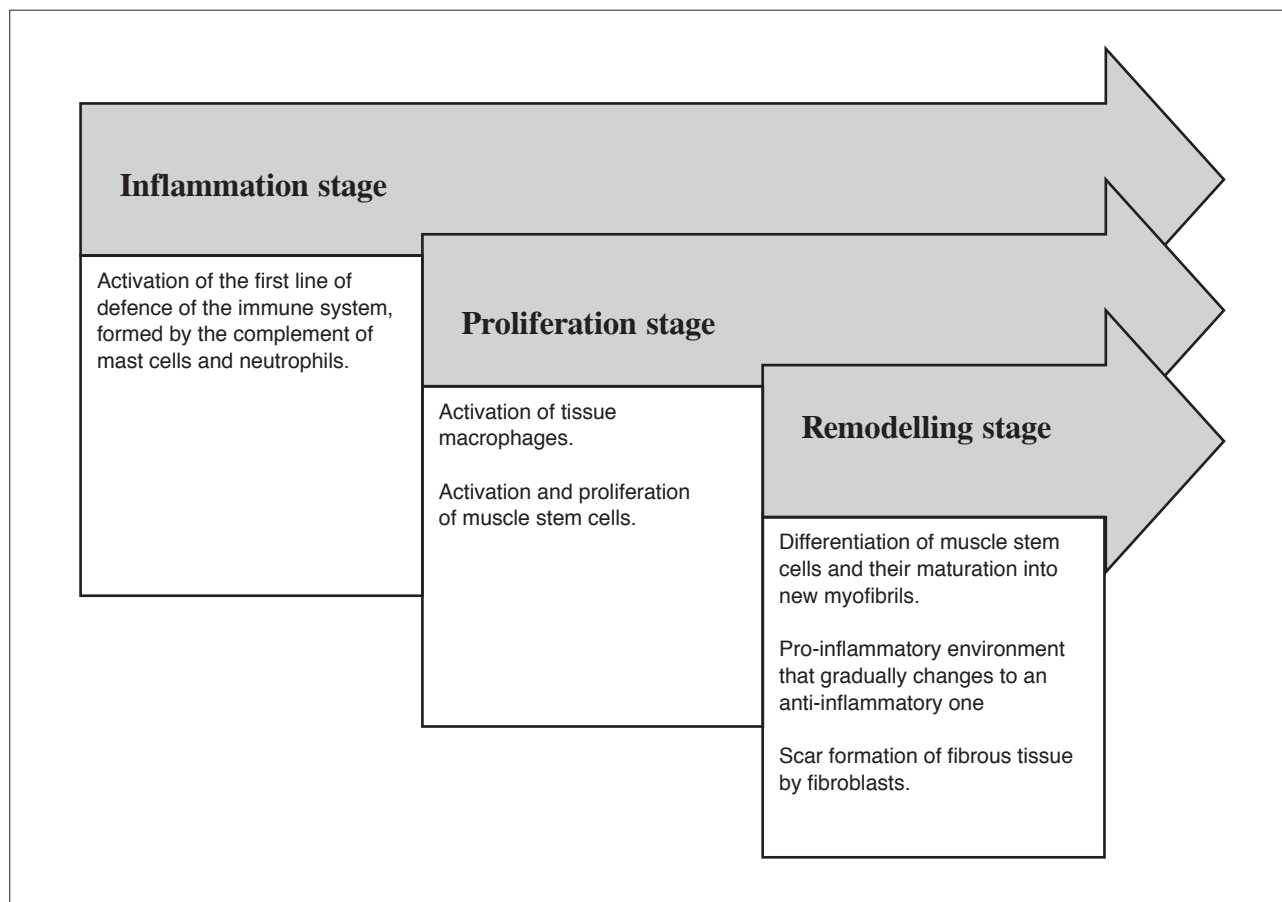 Inflammation stage
Activation of the first line of
defence of the immune system,
formed by the complement of
mast cells and neutrophils.
Proliferation stage
Activation of tissue
macrophages.
Activation and proliferation
of muscle stem cells.
Remodelling stage
Differentiation of muscle stem
cells and their maturation into
new myofibrils.
Pro-inflammatory environment
that gradually changes to an
anti-inflammatory one
Scar formation of fibrous tissue
by fibroblasts.